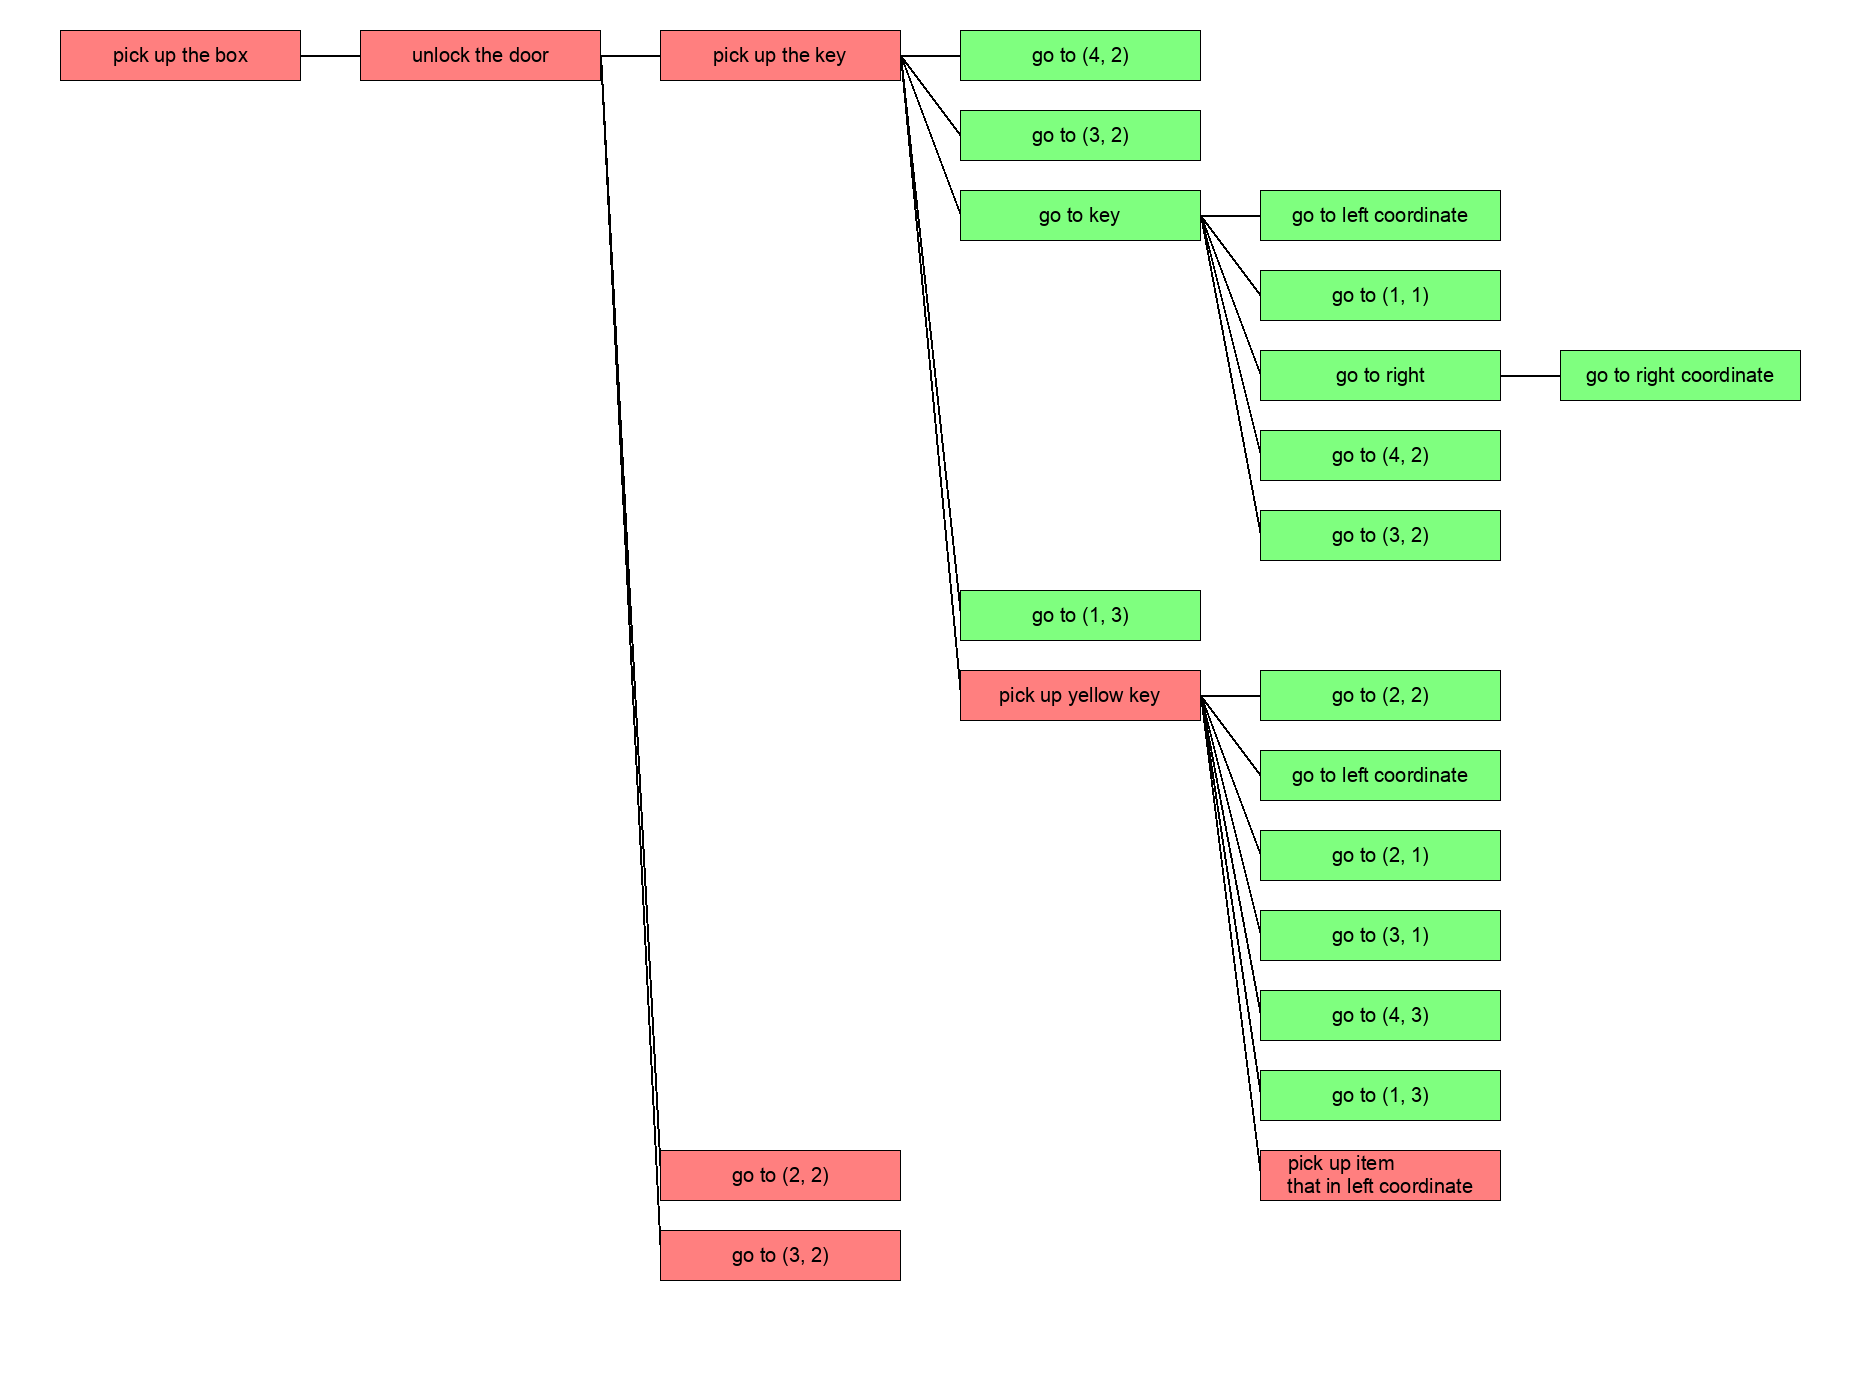 pick up the box
unlock the door
pick up the key
go to (4, 2)
go to (3, 2)
go to key
go to left coordinate
go to (1, 1)
go to right
go to right coordinate
go to (4, 2)
go to (3, 2)
go to (1, 3)
pick up yellow key
go to (2, 2)
go to left coordinate
go to (2, 1)
go to (3, 1)
go to (4, 3)
go to (1, 3)
pick up item
that in left coordinate
go to (2, 2)
go to (3, 2)